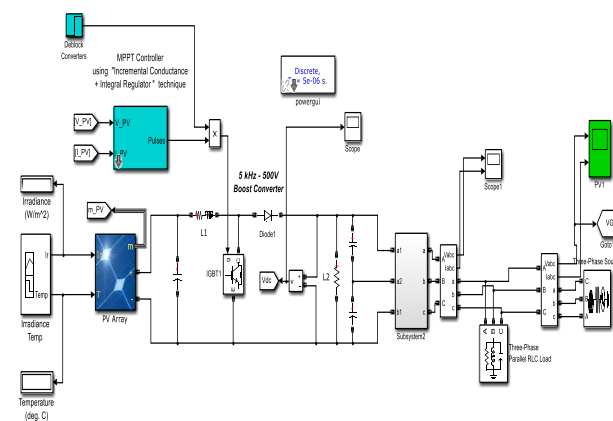 Deblock
Converters
MPPT Controller
using "Incremental Conductance
+ Integral Regulator" technique
Discrete,
= 5e-06 s.
powergui
[V_PV]
V_PV
Pulses
[I_PV]
I_PV
x
Scope
5 kHz - 500V
Boost Converter
Scope1
PV1
Irradiance
(W/m^2)
m_PV
m
L1
Diode1
Goto
Three-Phase
Ir
Temp
T
+
-
PV Array
Irradiance
Temp
IGBT1
g
C
E
Vdc
v
+
-
L2
a1
a2
b1
a
b
c
Subsystem2
Vabc
Iabc
A
B
C
a
b
c
Vabc
Iabc
A
B
C
a
b
c
C
B
A
A
B
C
Three-Phase
Parallel RLC Load
Temperature
(deg. C)